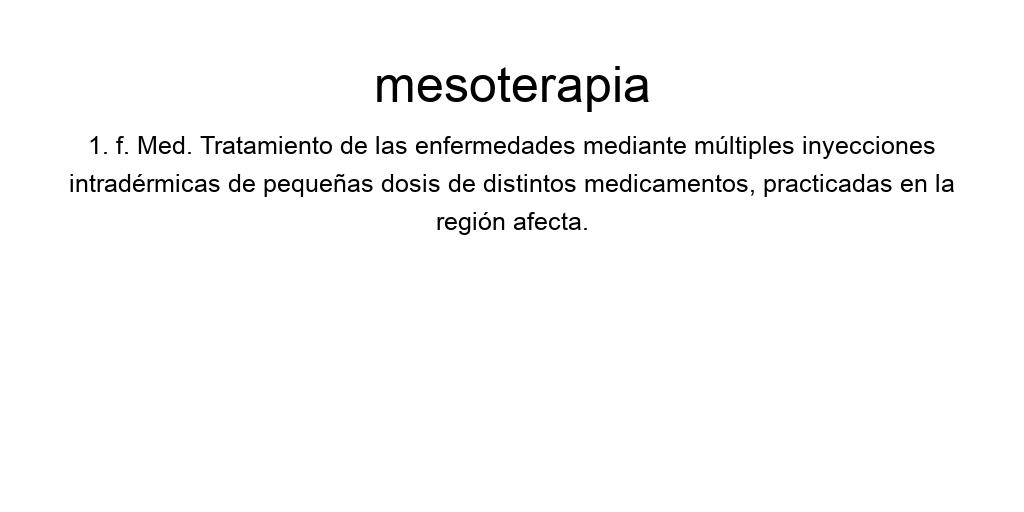 mesoterapia
1. f. Med. Tratamiento de las enfermedades mediante múltiples inyecciones
intradérmicas de pequeñas dosis de distintos medicamentos, practicadas en la
región afecta.